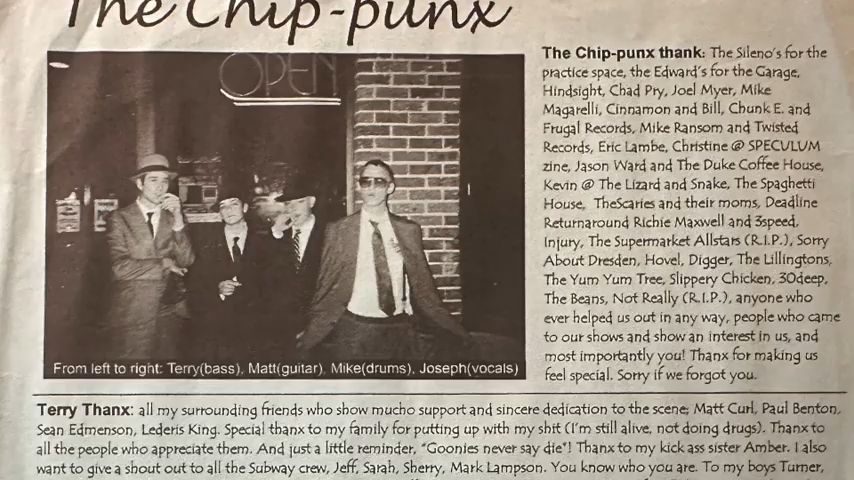 The Chip-punx
OPEN
From left to right: Terry(bass), Matt(guitar), Mike(drums), Joseph(vocals)
The Chip-punx thank: The Sileno's for the
practice space, the Edward's for the Garage,
Hindsight, Chad Pry, Joel Myer, Mike
Magarelli, Cinnamon and Bill, Chunk E. and
Frugal Records, Mike Ransom and Twisted
Records, Eric Lambe, Christine @ SPECULUM
zine, Jason Ward and The Duke Coffee House,
Kevin @ The Lizard and Snake, The Spaghetti
House, TheScaries and their moms, Deadline
Returnaround Richie Maxwell and 3speed,
Injury, The Supermarket Allstars (R.I.P.), Sorry
About Dresden, Hovel, Digger, The Lillingtons,
The Yum Yum Tree, Slippery Chicken, 30deep,
The Beans, Not Really (R.I.P.), anyone who
ever helped us out in any way, people who came
to our shows and show an interest in us, and
most importantly you! Thanx for making us
feel special. Sorry if we forgot you.
Terry Thanx: all my surrounding friends who show mucho support and sincere dedication to the scene; Matt Curl, Paul Benton,
Sean Edmenson, Lederis King. Special thanx to my family for putting up with my shit (I'm still alive, not doing drugs). Thanx to
all the people who appreciate them. And just a little reminder, "Goonies never say die"! Thanx to my kick ass sister Amber. I also
want to give a shout out to all the Subway crew, Jeff, Sarah, Sherry, Mark Lampson. You know who you are. To my boys Turner,